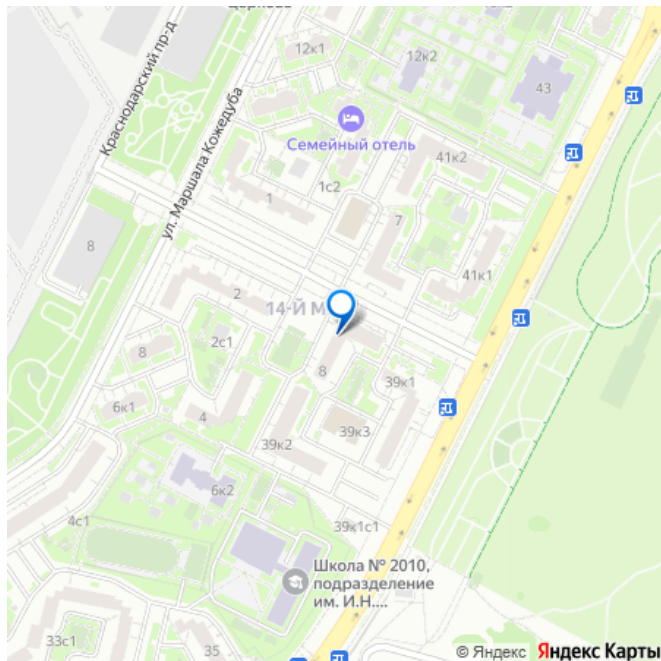 церковь
12к1
12к2
43
Краснодарский пр-д
ул. Маршала Кожедуба
Семейный отель
41к2
1с2
1
7
8
41к1
2
14-Й М
2с1
8
8
39к1
6к1
4
39к3
39к2
6к2
4с1
39к1с1
Школа № 2010,
подразделение
им. И.Н....
33с1
35
© Яндекс Яндекс Карты